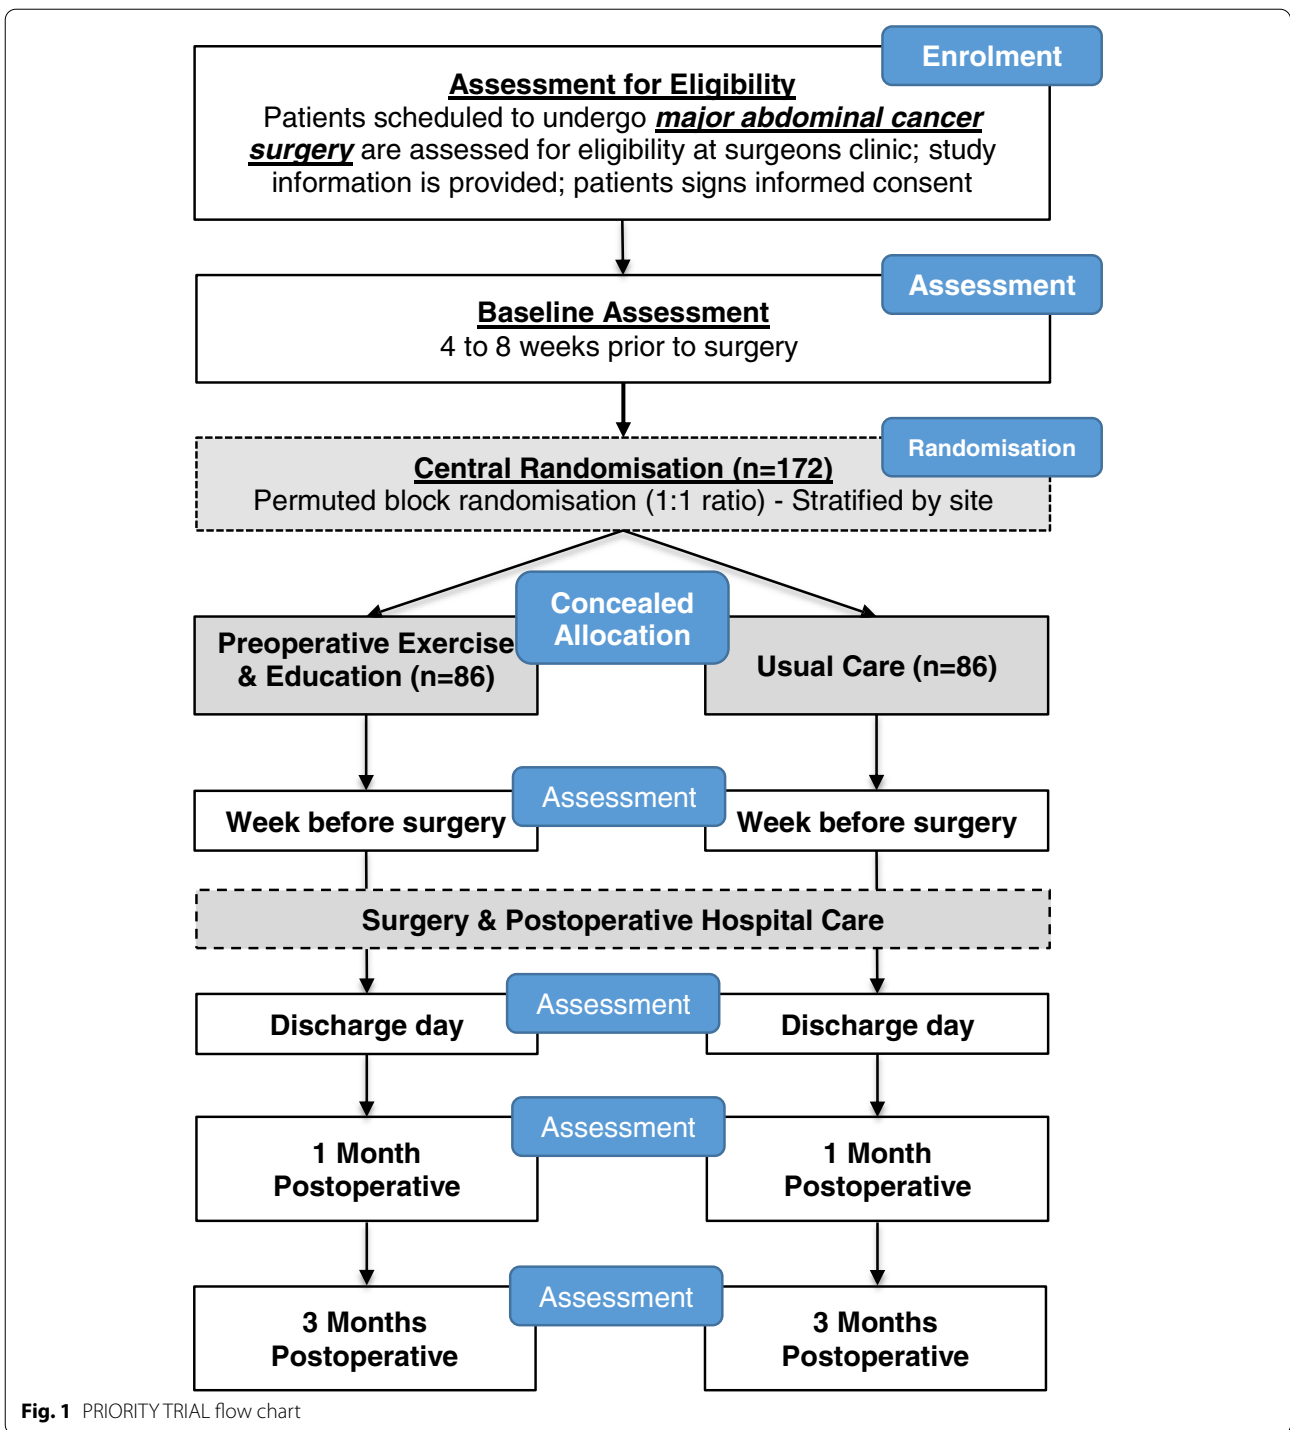 Enrolment
Assessment for Eligibility
Patients scheduled to undergo major abdominal cancer
surgery are assessed for eligibility at surgeons clinic; study
information is provided; patients signs informed consent
Assessment
Baseline Assessment
4 to 8 weeks prior to surgery
Randomisation
Central Randomisation (n=172)
Permuted block randomisation (1:1 ratio) - Stratified by site
Concealed
Allocation
Preoperative Exercise
& Education (n=86)
Usual Care (n=86)
Assessment
Week before surgery
Week before surgery
Surgery & Postoperative Hospital Care
Assessment
Discharge day
Discharge day
Assessment
1 Month
Postoperative
1 Month
Postoperative
Assessment
3 Months
Postoperative
3 Months
Postoperative
Fig. 1 PRIORITY TRIAL flow chart